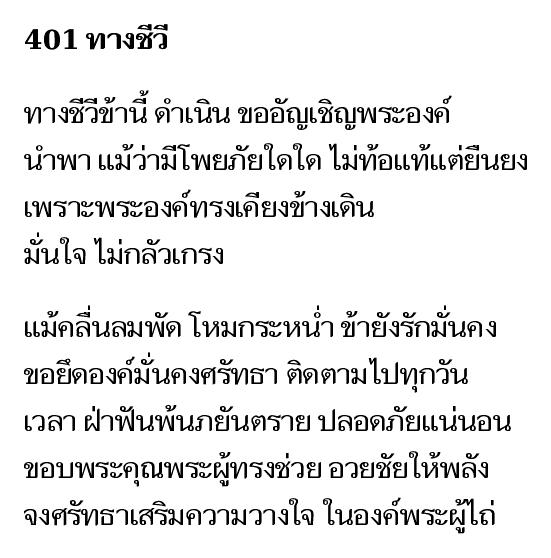 401 ทางชีวี
ทางชีวีข้านี้ ดำเนิน ขออัญเชิญพระองค์
นำพา แม้ว่ามีโพยภัยใดใด ไม่ท้อแท้แต่ยืนยง
เพราะพระองค์ทรงเคียงข้างเดิน
มั่นใจ ไม่กลัวเกรง
แม้คลื่นลมพัด โหมกระหน่ำ ข้ายังรักมั่นคง
ขอยึดองค์มั่นคงศรัทธา ติดตามไปทุกวัน
เวลา ฝ่าฟันพ้นภยันตราย ปลอดภัยแน่นอน
ขอบพระคุณพระผู้ทรงช่วย อวยชัยให้พลัง
จงศรัทธาเสริมความวางใจ ในองค์พระผู้ไถ่